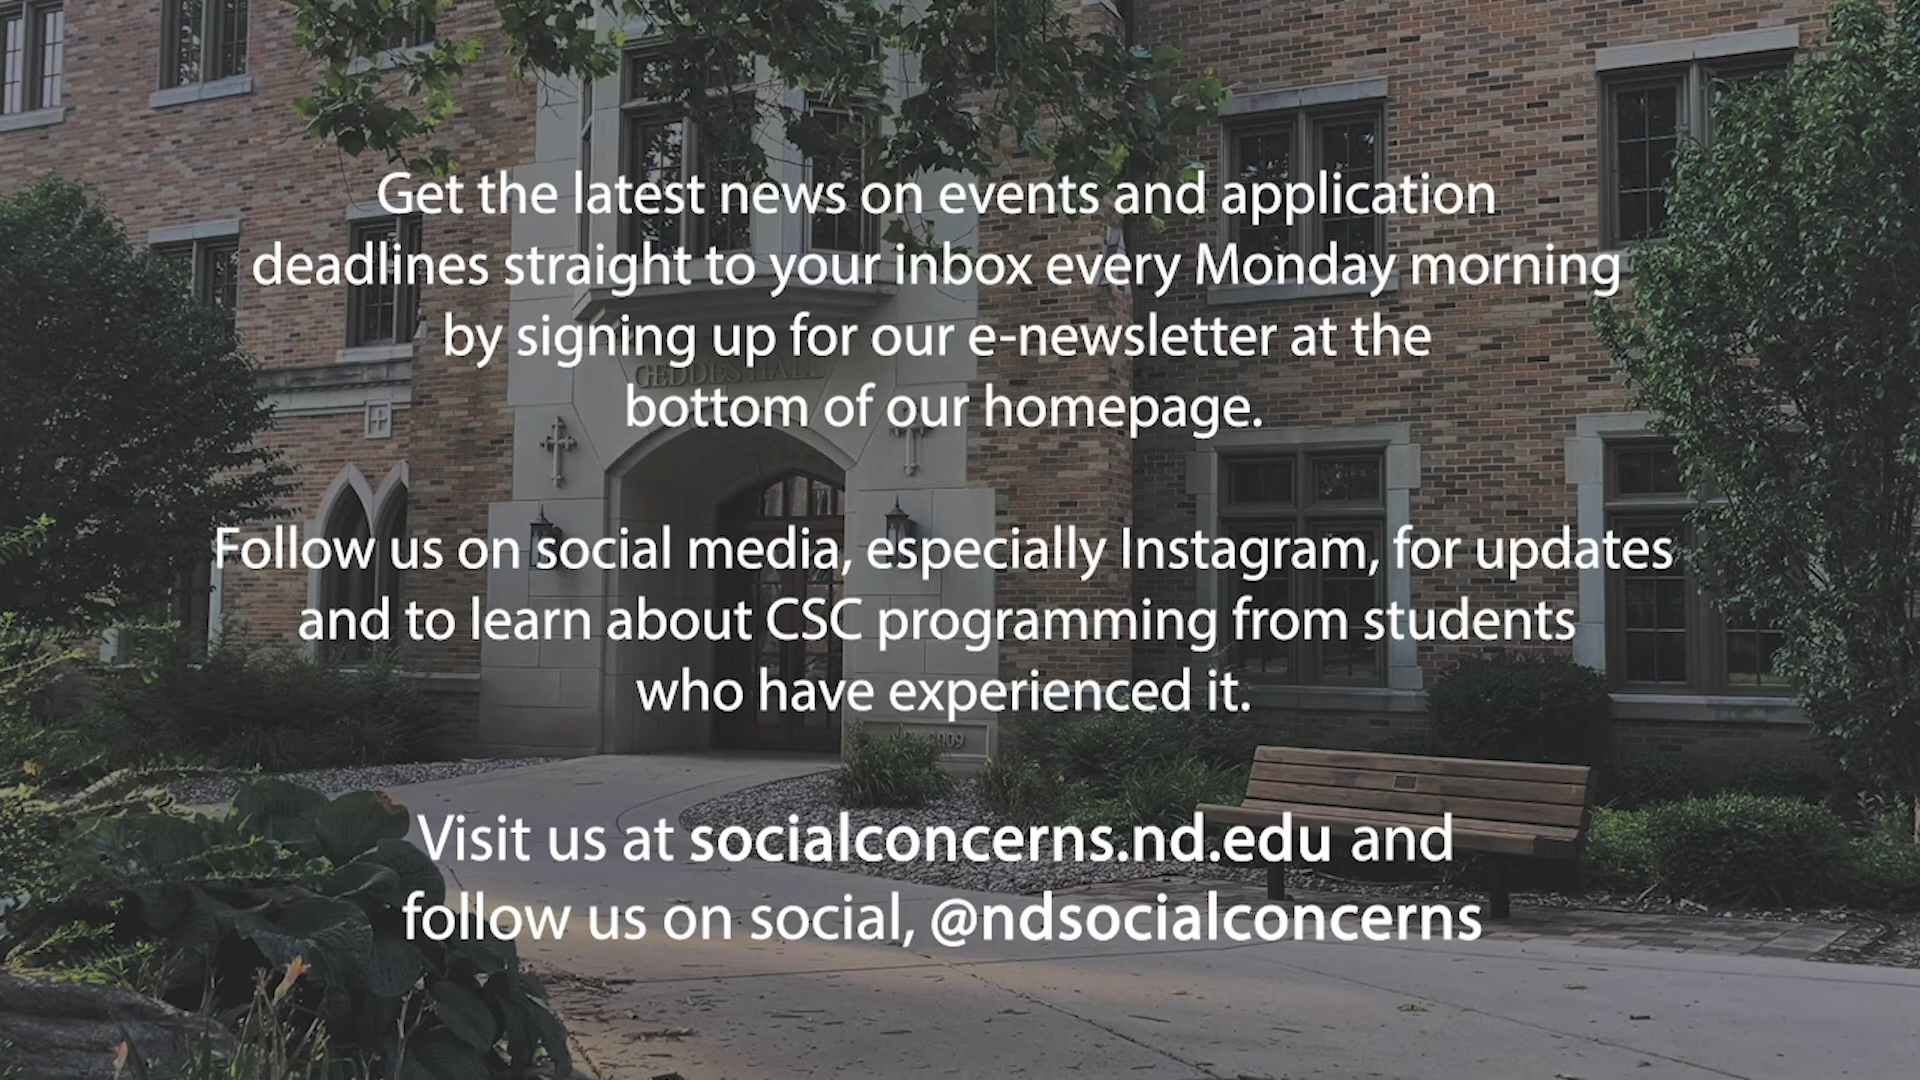 Get the latest news on events and application
deadlines straight to your inbox every Monday morning
by signing up for our e-newsletter at the
GEDDES HALL
bottom of our homepage.
Follow us on social media, especially Instagram, for updates
and to learn about CSC programming from students
who have experienced it.
2009
Visit us at socialconcerns.nd.edu and
follow us on social, @ndsocialconcerns